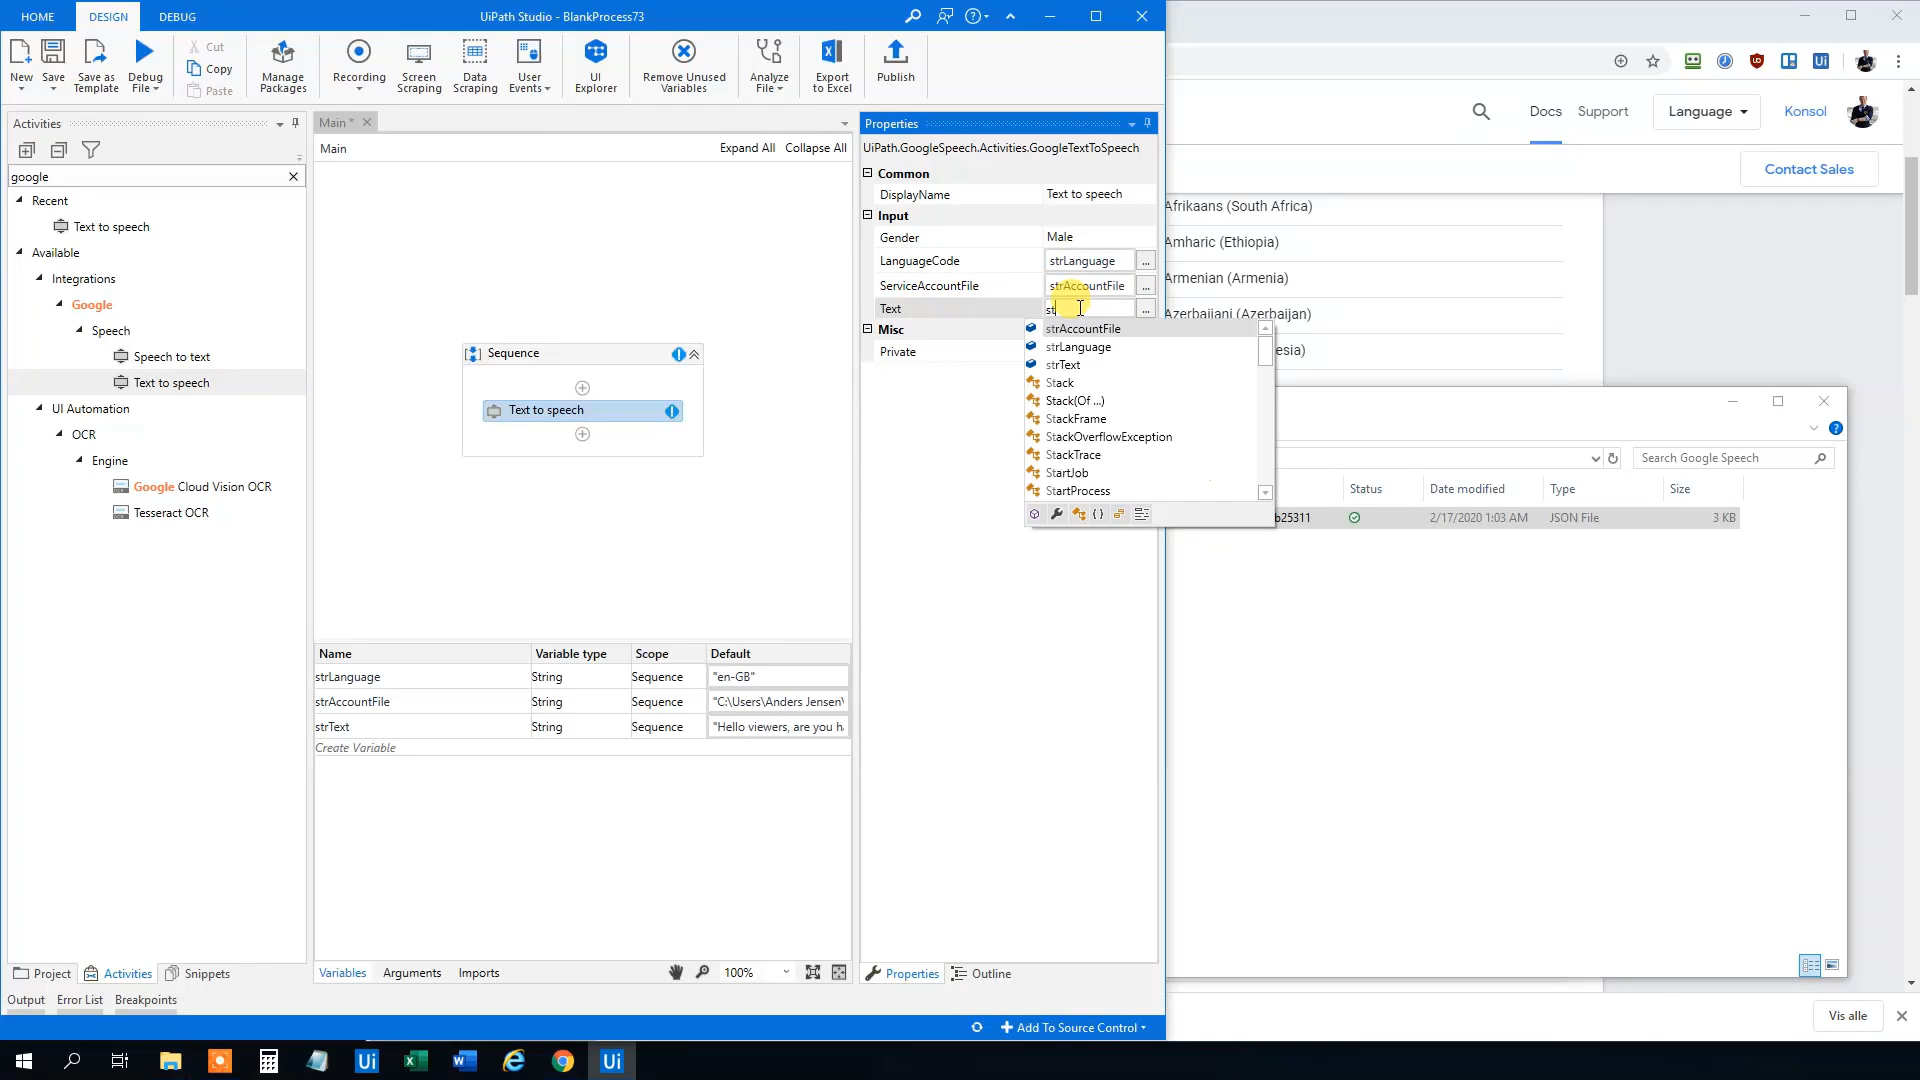 HOME DESIGN DEBUG
UiPath Studio - BlankProcess73
New Save Save as Template Debug File
Cut
Copy
Paste
Manage Packages
Recording
Screen Scraping
Data Scraping
User Events
UI Explorer
Remove Unused Variables
Analyze File
Export to Excel
Publish
Activities
google
Recent
Text to speech
Available
Integrations
Google
Speech
Speech to text
Text to speech
UI Automation
OCR
Engine
Google Cloud Vision OCR
Tesseract OCR
Project Activities Snippets
Output Error List Breakpoints
Main *
Main Expand All Collapse All
Sequence
Text to speech
Name Variable type Scope Default
strLanguage String Sequence "en-GB"
strAccountFile String Sequence "C:\Users\Anders Jensen\
strText String Sequence "Hello viewers, are you h
Create Variable
Variables Arguments Imports 100%
Properties
UiPath.GoogleSpeech.Activities.GoogleTextToSpeech
Common
DisplayName Text to speech
Input
Gender Male
LanguageCode strLanguage ...
ServiceAccountFile strAccountFile ...
Text st ...
Misc
Private
strAccountFile
strLanguage
strText
Stack
Stack(Of ...)
StackFrame
StackOverflowException
StackTrace
StartJob
StartProcess
Properties Outline
Add To Source Control
Docs Support Language Konsol
Contact Sales
Afrikaans (South Africa)
Amharic (Ethiopia)
Armenian (Armenia)
Azerbaijani (Azerbaijan)
esia)
Search Google Speech
Status Date modified Type Size
b25311 2/17/2020 1:03 AM JSON File 3 KB
Vis alle